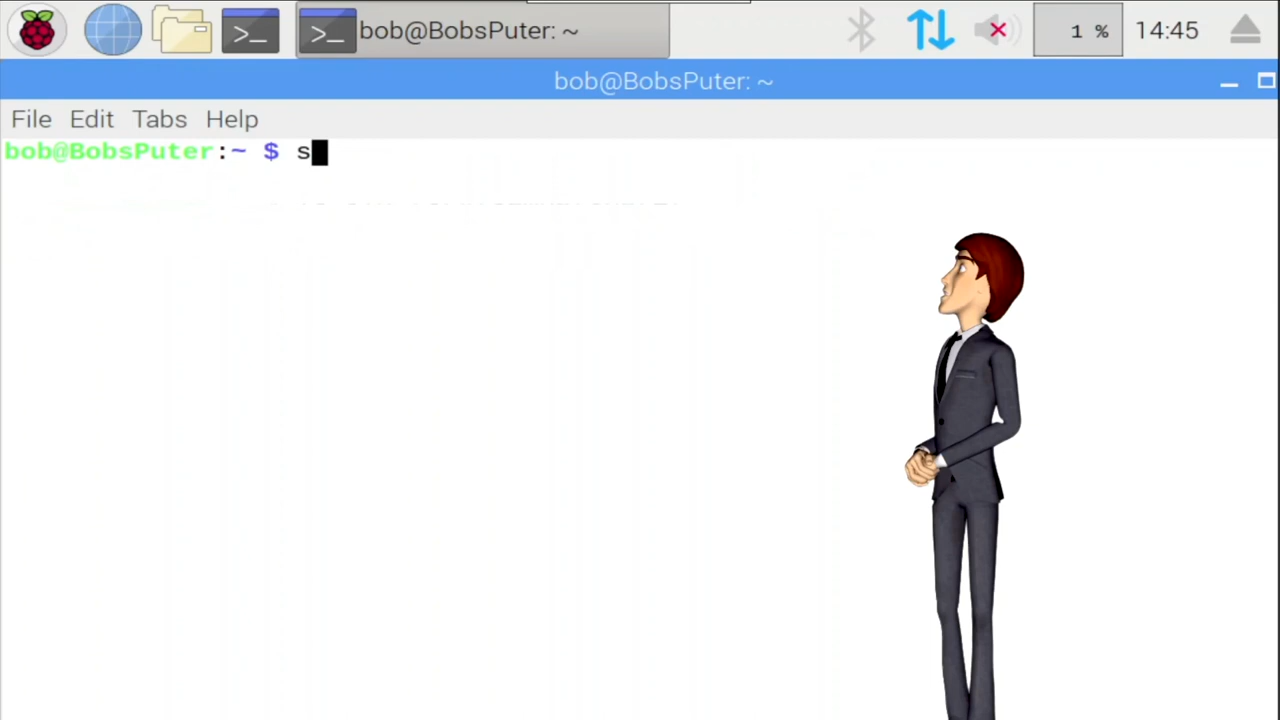 bob@BobsPuter: ~
1 %
14:45
bob@BobsPuter: ~
File Edit Tabs Help
bob@BobsPuter:~ $ s